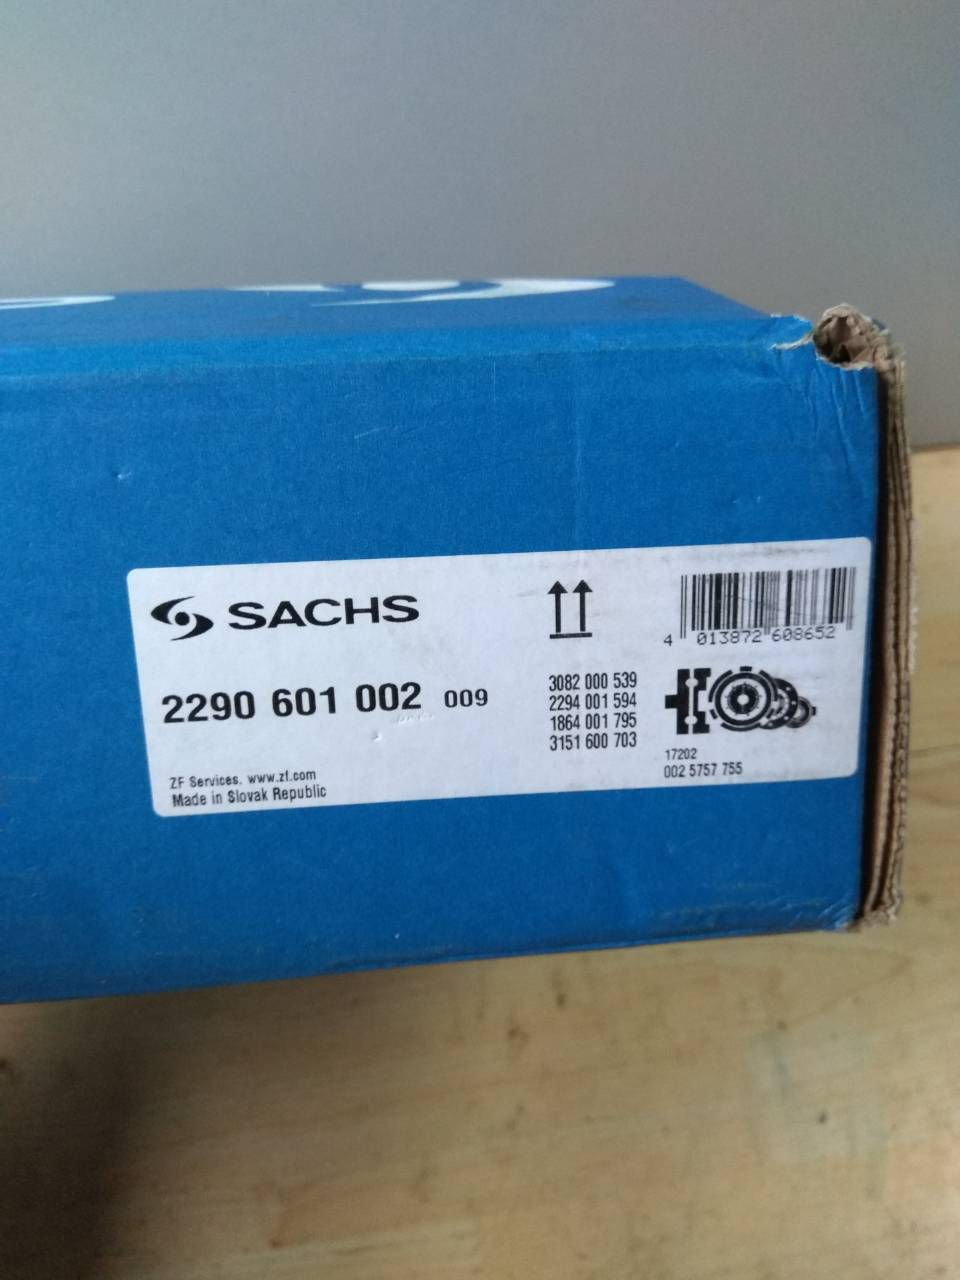 SACHS
2290 601 002 009
ZF Services. www.zf.com
Made in Slovak Republic
3082 000 539
2294 001 594
1864 001 795
3151 600 703
4 013872 608652
17202
002 5757 755